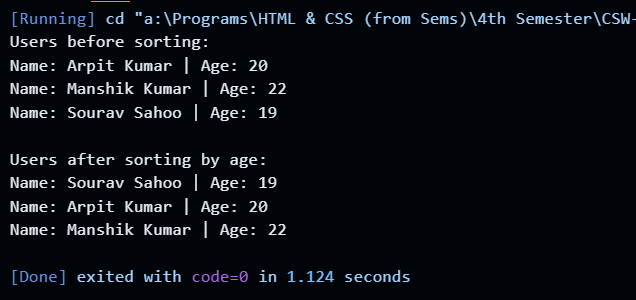 [Running] cd "a:\Programs\HTML & CSS (from Sems)\4th Semester\CSW-
Users before sorting:
Name: Arpit Kumar | Age: 20
Name: Manshik Kumar | Age: 22
Name: Sourav Sahoo | Age: 19

Users after sorting by age:
Name: Sourav Sahoo | Age: 19
Name: Arpit Kumar | Age: 20
Name: Manshik Kumar | Age: 22

[Done] exited with code=0 in 1.124 seconds